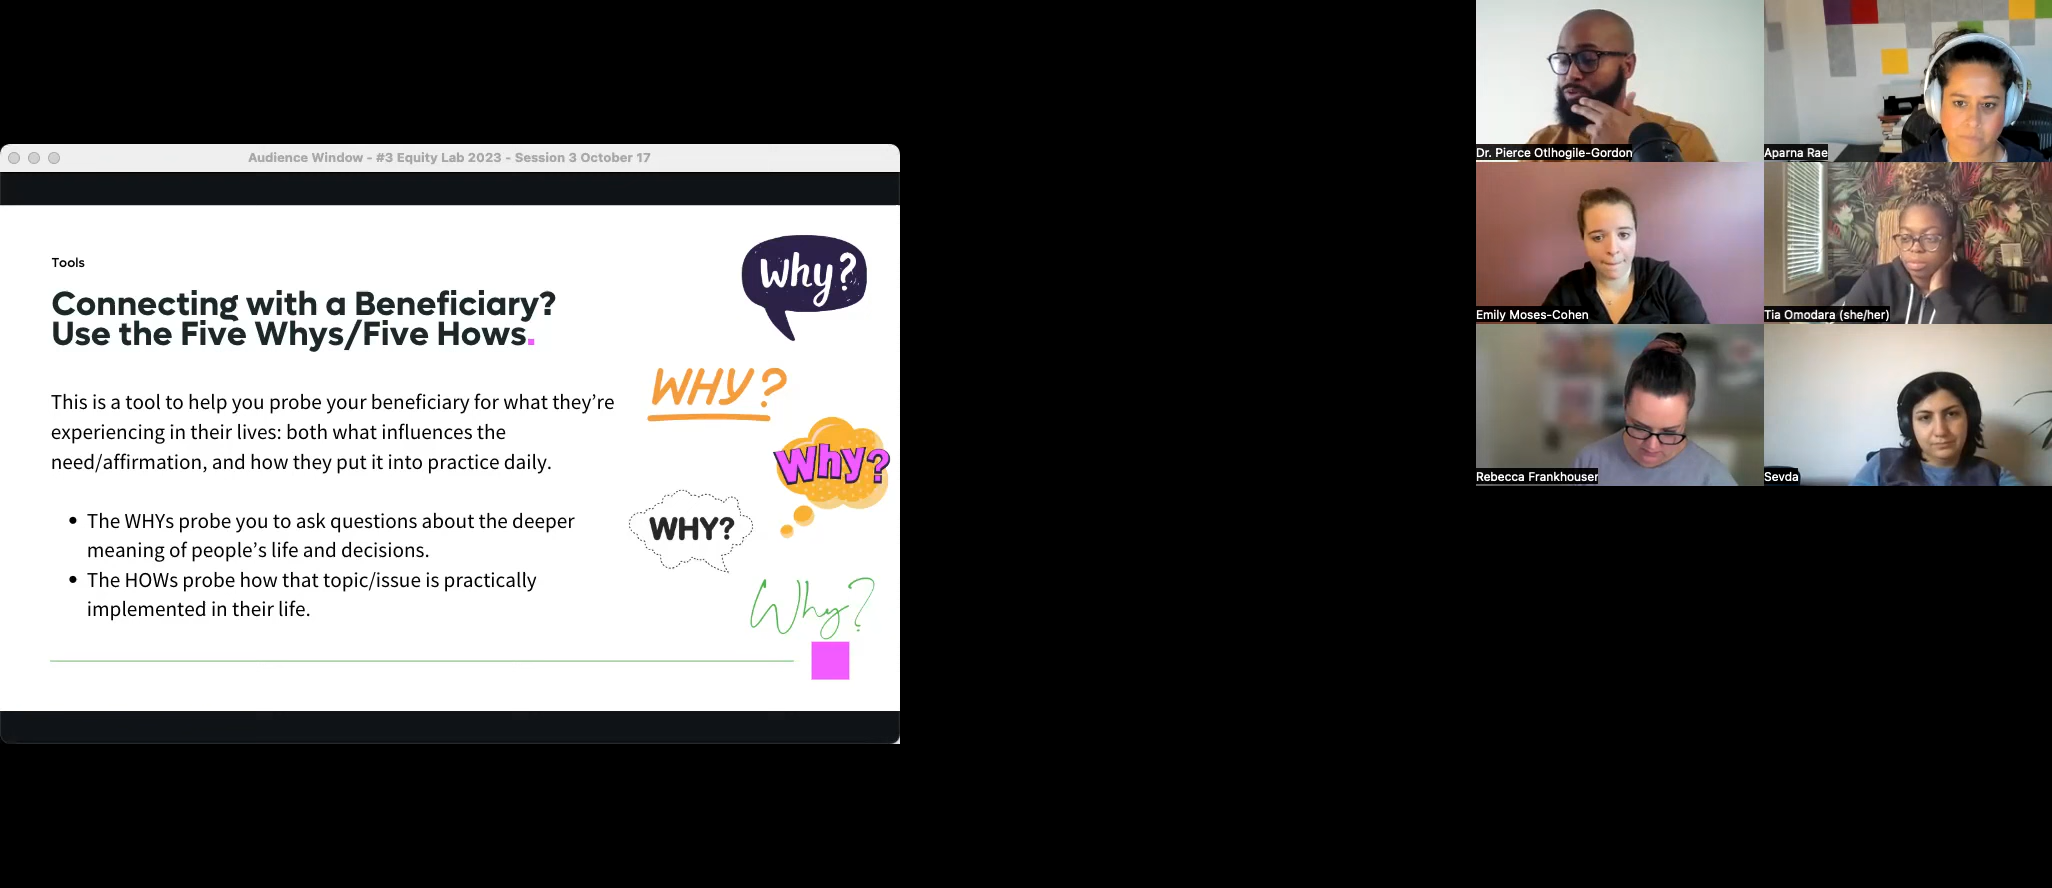 Audience Window - #3 Equity Lab 2023 - Session 3 October 17
Tools
Connecting with a Beneficiary?
Use the Five Whys/Five Hows.
This is a tool to help you probe your beneficiary for what they're
experiencing in their lives: both what influences the
need/affirmation, and how they put it into practice daily.
• The WHYs probe you to ask questions about the deeper
meaning of people's life and decisions.
• The HOWs probe how that topic/issue is practically
implemented in their life.
Why?
WHY?
Why?
WHY?
Why?
Dr. Pierce Otlhogile-Gordon
Aparna Rae
Emily Moses-Cohen
Tia Omodara (she/her)
Rebecca Frankhouser
Sevda